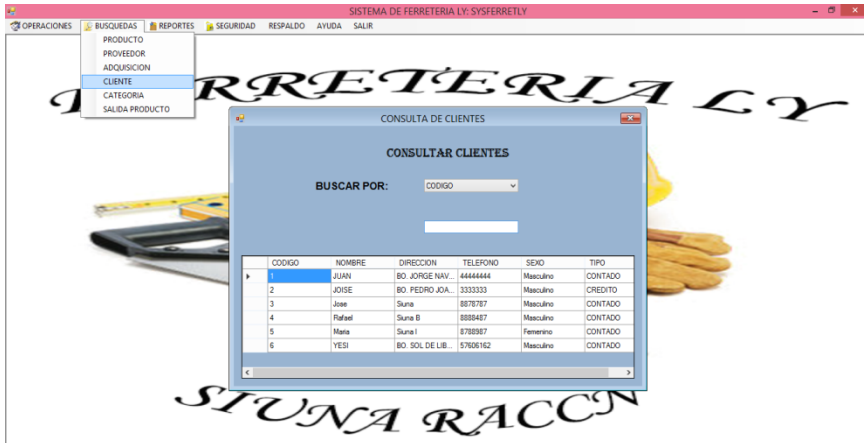 SISTEMA DE FERRETERIA LY: SYSFERRETLY
OPERACIONES BUSQUEDAS REPORTES SEGURIDAD RESPALDO AYUDA SALIR
PRODUCTO
PROVEEDOR
ADQUISICION
CLIENTE
CATEGORIA
SALIDA PRODUCTO
RRETERIA LY
CONSULTA DE CLIENTES
CONSULTAR CLIENTES
BUSCAR POR: CODIGO
CODIGO NOMBRE DIRECCION TELEFONO SEXO TIPO
1 JUAN BO. JORGE NAV... 44444444 Masculino CONTADO
2 JOISE BO. PEDRO JOA... 3333333 Masculino CREDITO
3 Jose Siuna 8878787 Masculino CONTADO
4 Rafael Siuna B 8888487 Masculino CONTADO
5 Maria Siuna I 8788987 Femenino CONTADO
6 YESI BO. SOL DE LIB... 57606162 Masculino CONTADO
SIUNA RACCN